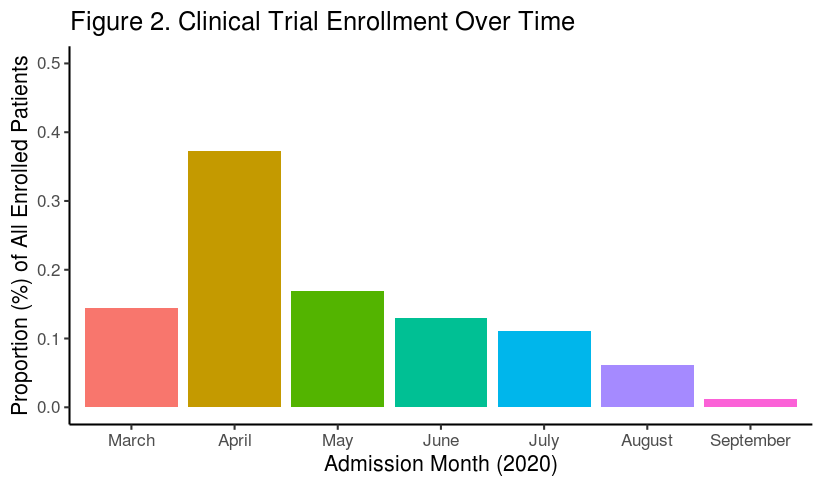 Figure 2. Clinical Trial Enrollment Over Time
Proportion (%) of All Enrolled Patients
0.5
0.4
0.3
0.2
0.1
0.0
March April May June July August September
Admission Month (2020)